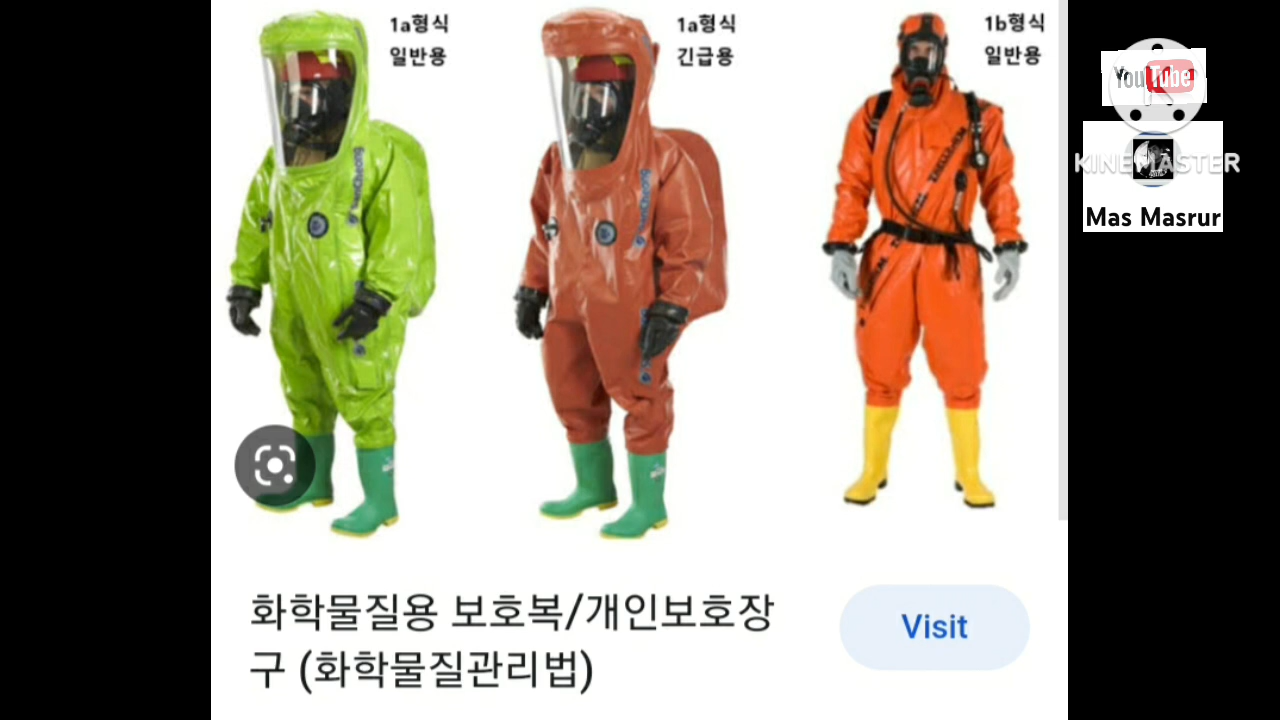 1a형식
일반용
1a형식
긴급용
1b형식
일반용
YouTube
KINEMASTER
Mas Masrur
화학물질용 보호복/개인보호장
구 (화학물질관리법)
Visit